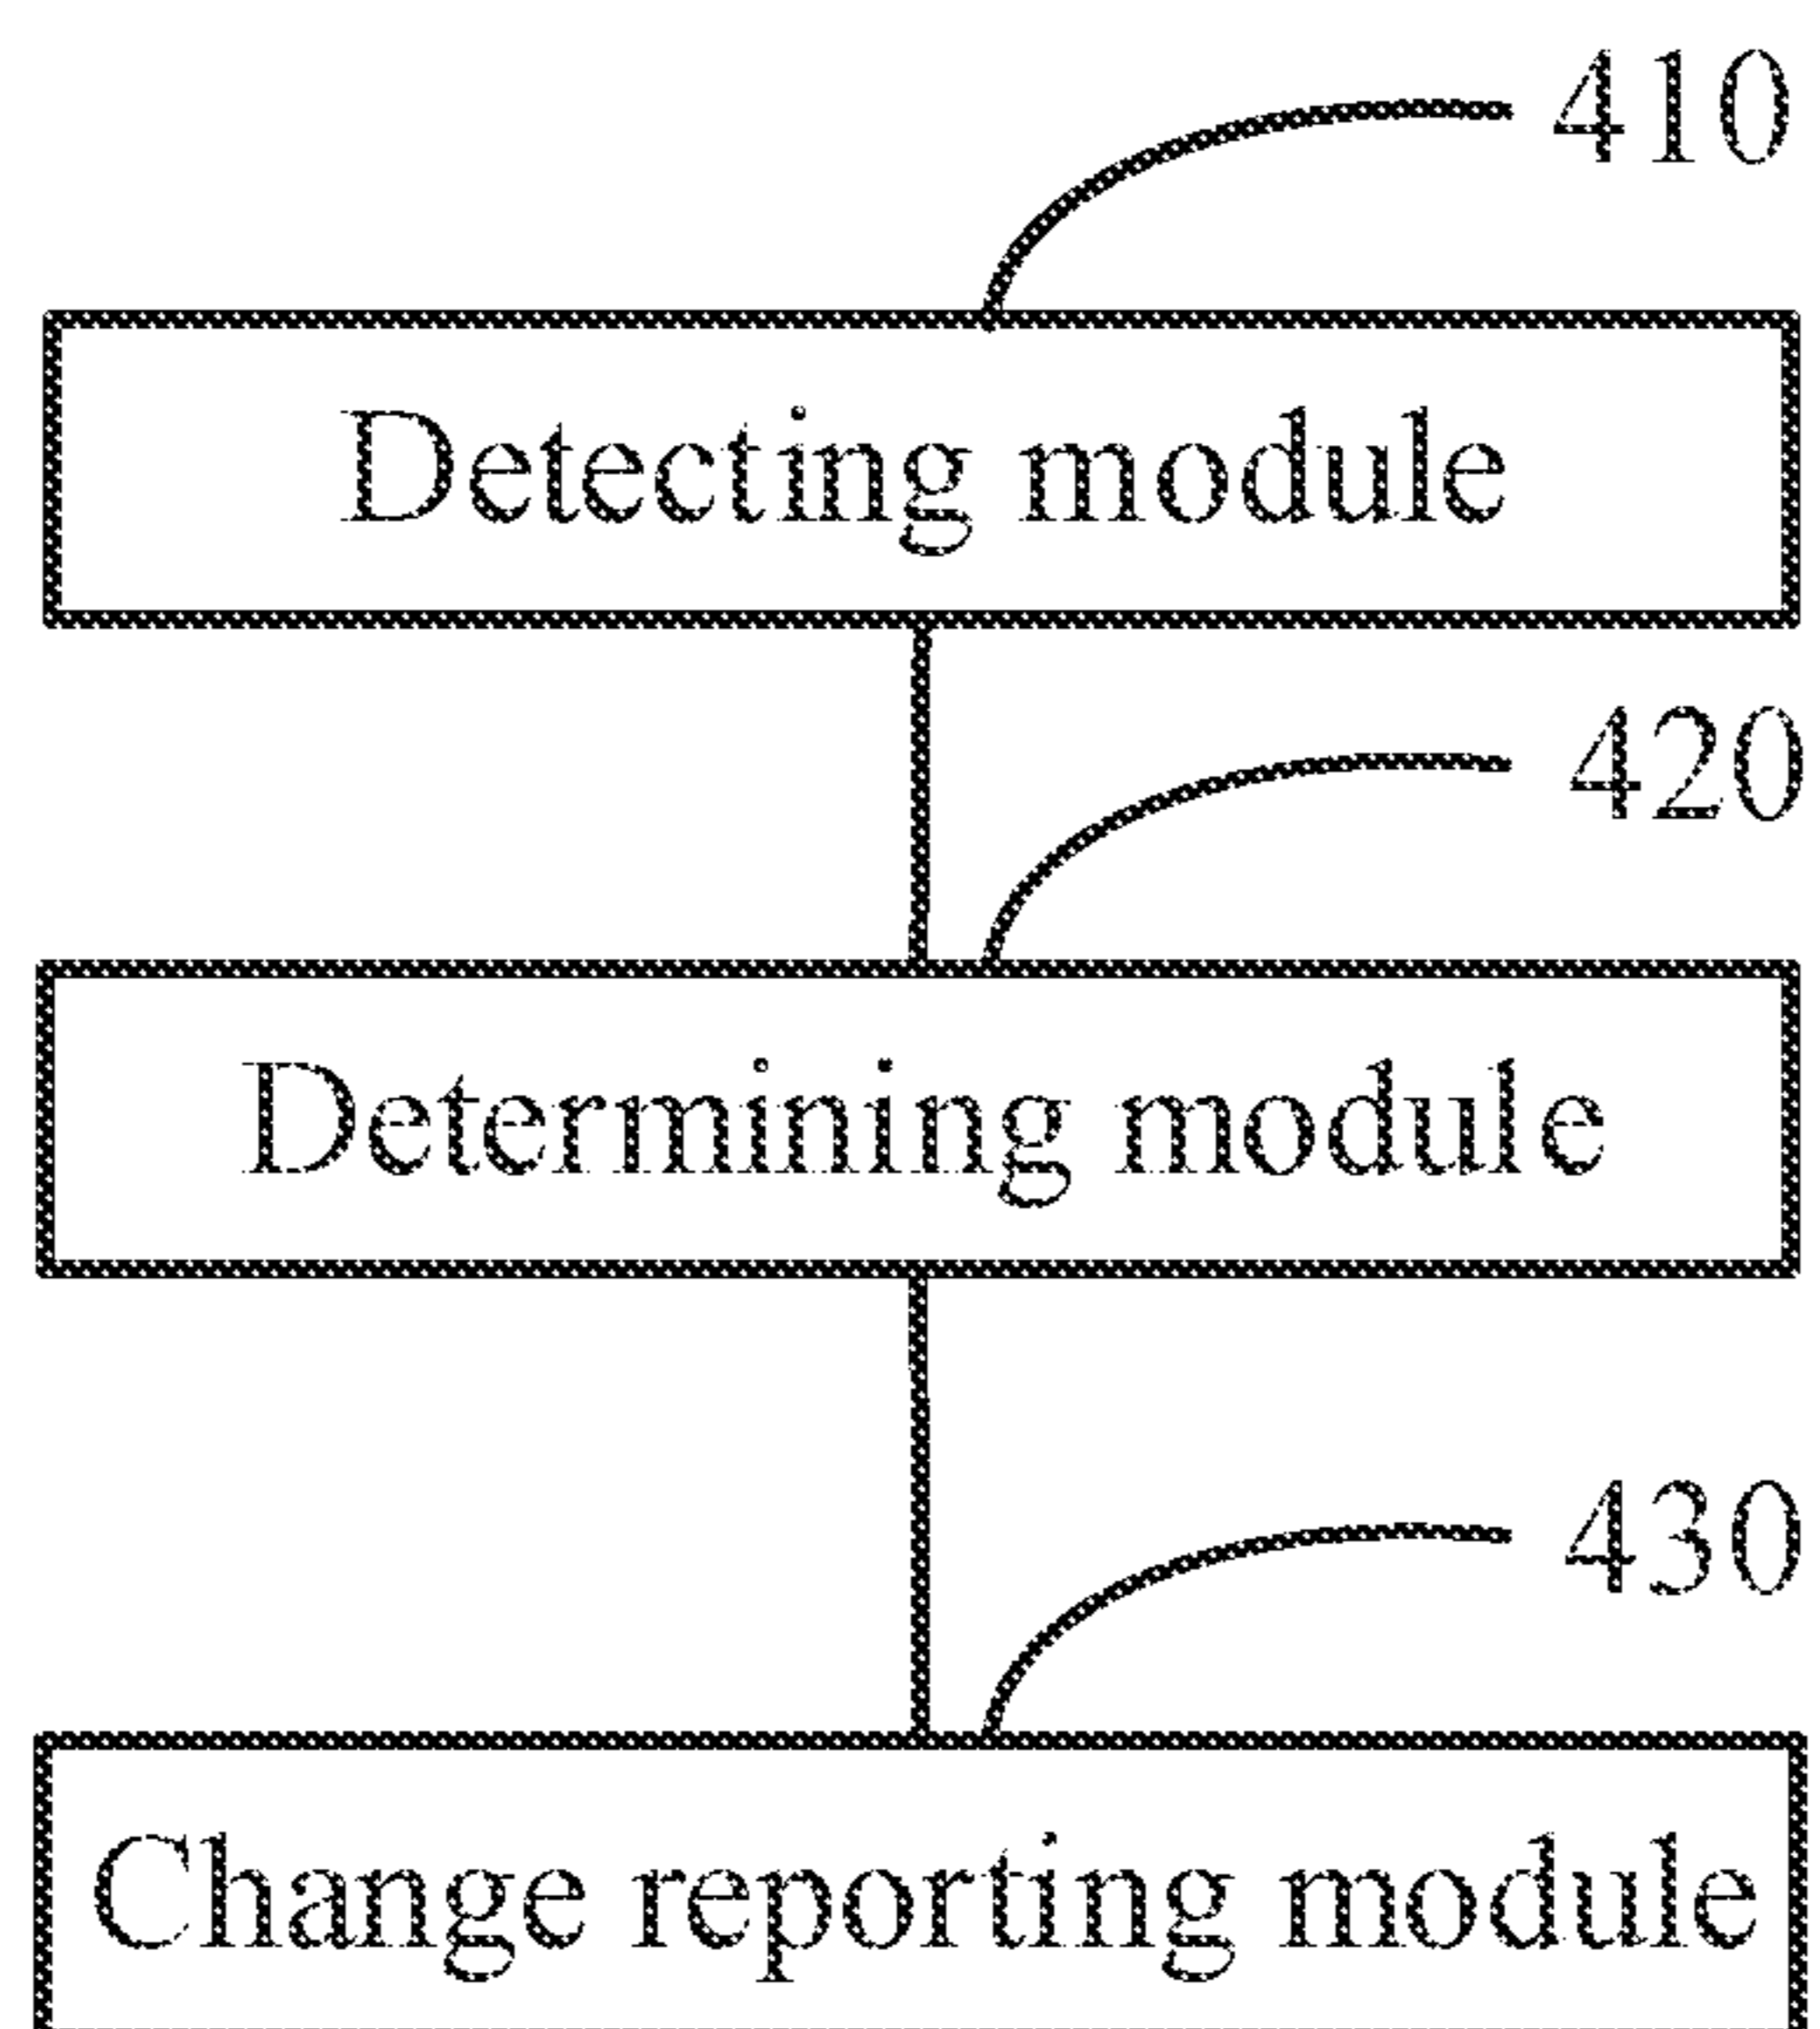 410
Detecting module
420
Determining module
430
Change reporting module